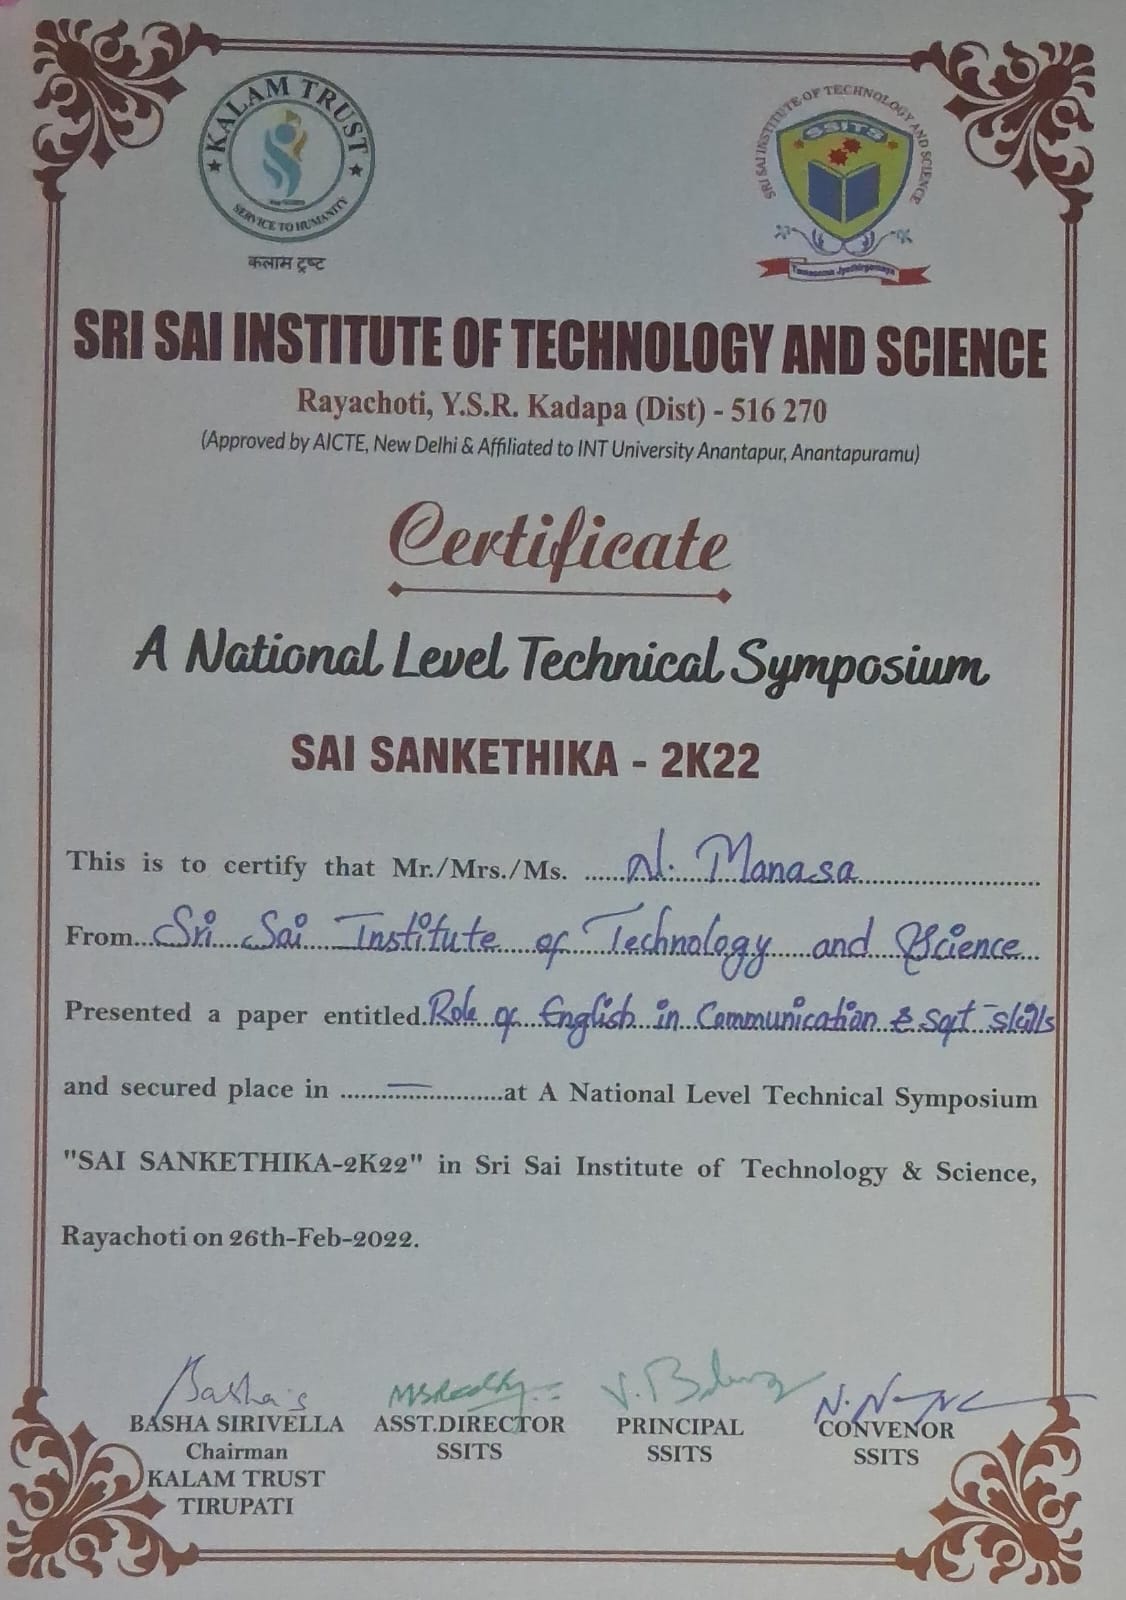 KALAM TRUST
SERVICE TO HUMANITY
कलाम ट्रष्ट
SRI SAI INSTITUTE OF TECHNOLOGY AND SCIENCE
SSITS
Tamasoma Jyothirgamaya
SRI SAI INSTITUTE OF TECHNOLOGY AND SCIENCE
Rayachoti, Y.S.R. Kadapa (Dist) - 516 270
(Approved by AICTE, New Delhi & Affiliated to INT University Anantapur, Anantapuramu)
Certificate
A National Level Technical Symposium
SAI SANKETHIKA - 2K22
This is to certify that Mr./Mrs./Ms. ......N. Manasa..............................
From...Sri Sai Institute of Technology and Science...
Presented a paper entitled.Role of English in Communication & soft skills
and secured place in .......—..........at A National Level Technical Symposium
"SAI SANKETHIKA-2K22" in Sri Sai Institute of Technology & Science,
Rayachoti on 26th-Feb-2022.
BASHA SIRIVELLA ASST.DIRECTOR PRINCIPAL CONVENOR
Chairman SSITS SSITS SSITS
KALAM TRUST
TIRUPATI